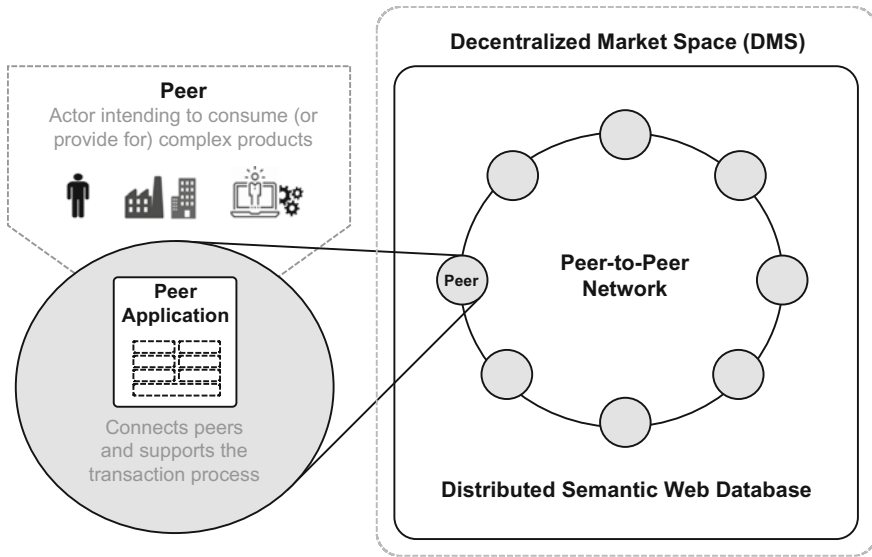 Decentralized Market Space (DMS)
Peer
Actor intending to consume (or
provide for) complex products
Peer
Application
Connects peers
and supports the
transaction process
Peer
Peer-to-Peer
Network
Distributed Semantic Web Database